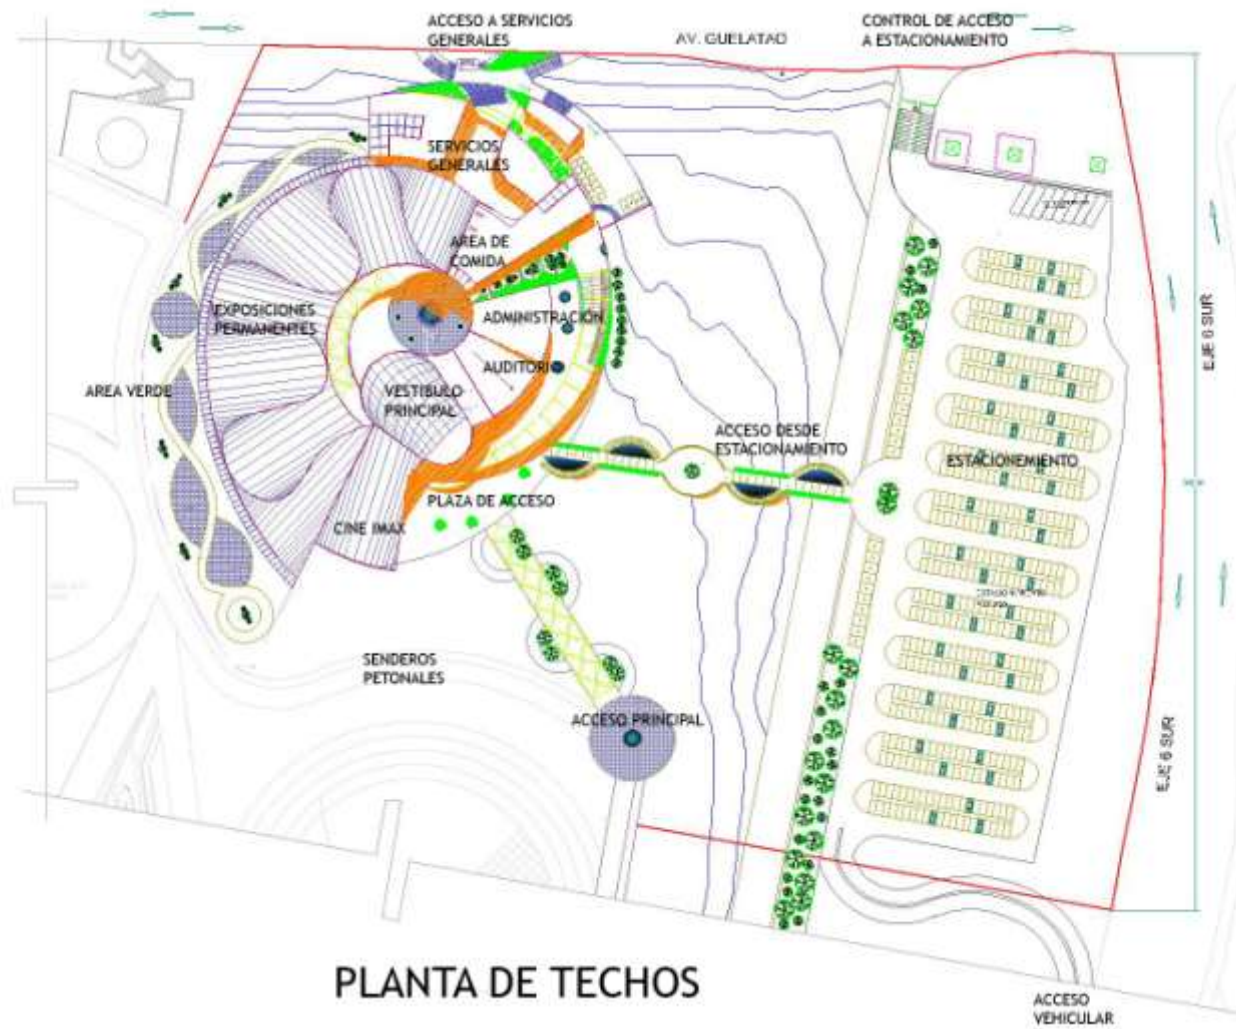 ACCESO A SERVICIOS
GENERALES
AV. GUELATAO
CONTROL DE ACCESO
A ESTACIONAMIENTO
SERVICIOS
GENERALES
AREA DE
COMIDA
EXPOSICIONES
PERMANENTES
ADMINISTRACIÓN
EJE 6 SUR
AREA VERDE
AUDITORI
VESTIBULO
PRINCIPAL
ACCESO DESDE
ESTACIONAMIENTO
ESTACIONEMIENTO
PLAZA DE ACCESO
CINE IMAX
SENDEROS
PETONALES
ACCESO PRINCIPAL
EJE 6 SUR
PLANTA DE TECHOS
ACCESO
VEHICULAR